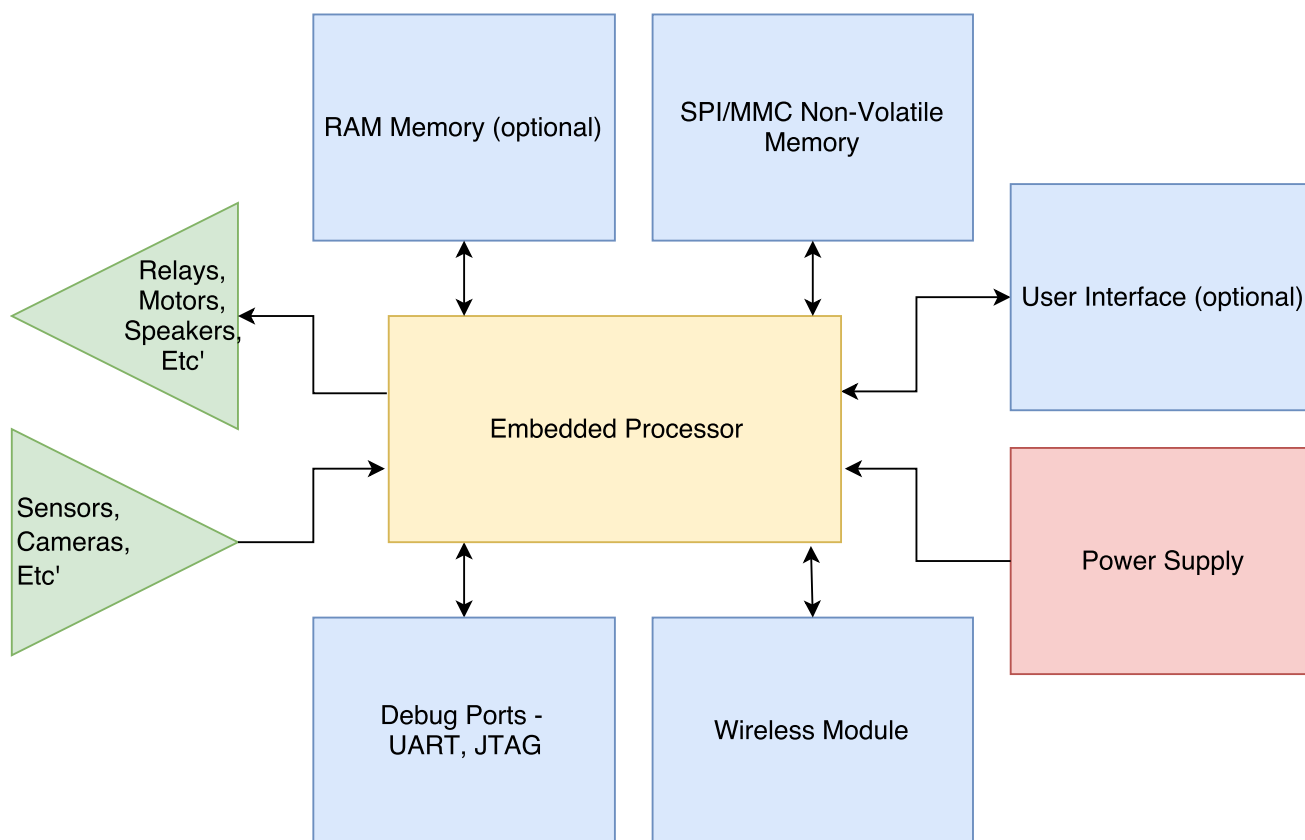 RAM Memory (optional)
SPI/MMC Non-Volatile
Memory
Relays,
Motors,
Speakers,
Etc'
User Interface (optional)
Embedded Processor
Sensors,
Cameras,
Etc'
Power Supply
Debug Ports -
UART, JTAG
Wireless Module